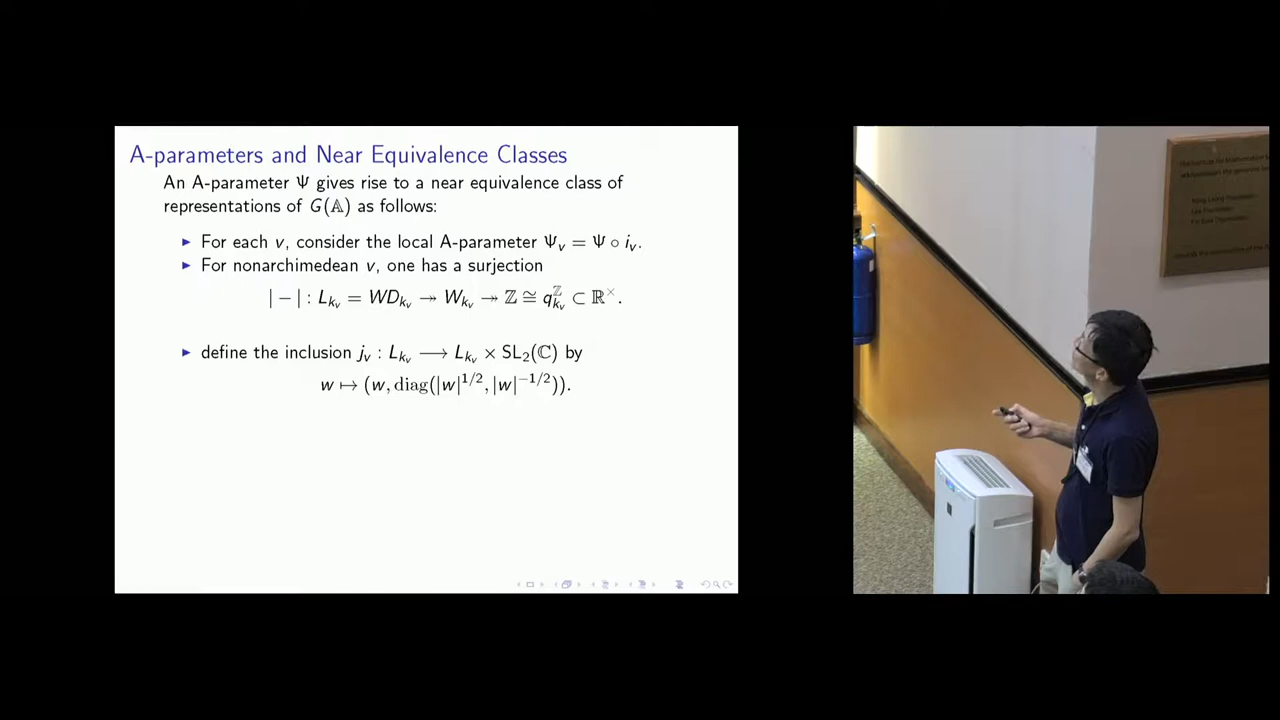 A-parameters and Near Equivalence Classes
An A-parameter Ψ gives rise to a near equivalence class of
representations of G(𝔸) as follows:
▶ For each v, consider the local A-parameter Ψ_v = Ψ ∘ i_v.
▶ For nonarchimedean v, one has a surjection
| − | : L_{k_v} = WD_{k_v} ↠ W_{k_v} ↠ ℤ ≅ q_{k_v}^ℤ ⊂ ℝ^×.
▶ define the inclusion j_v : L_{k_v} ⟶ L_{k_v} × SL_2(ℂ) by
w ↦ (w, diag(|w|^{1/2}, |w|^{−1/2})).